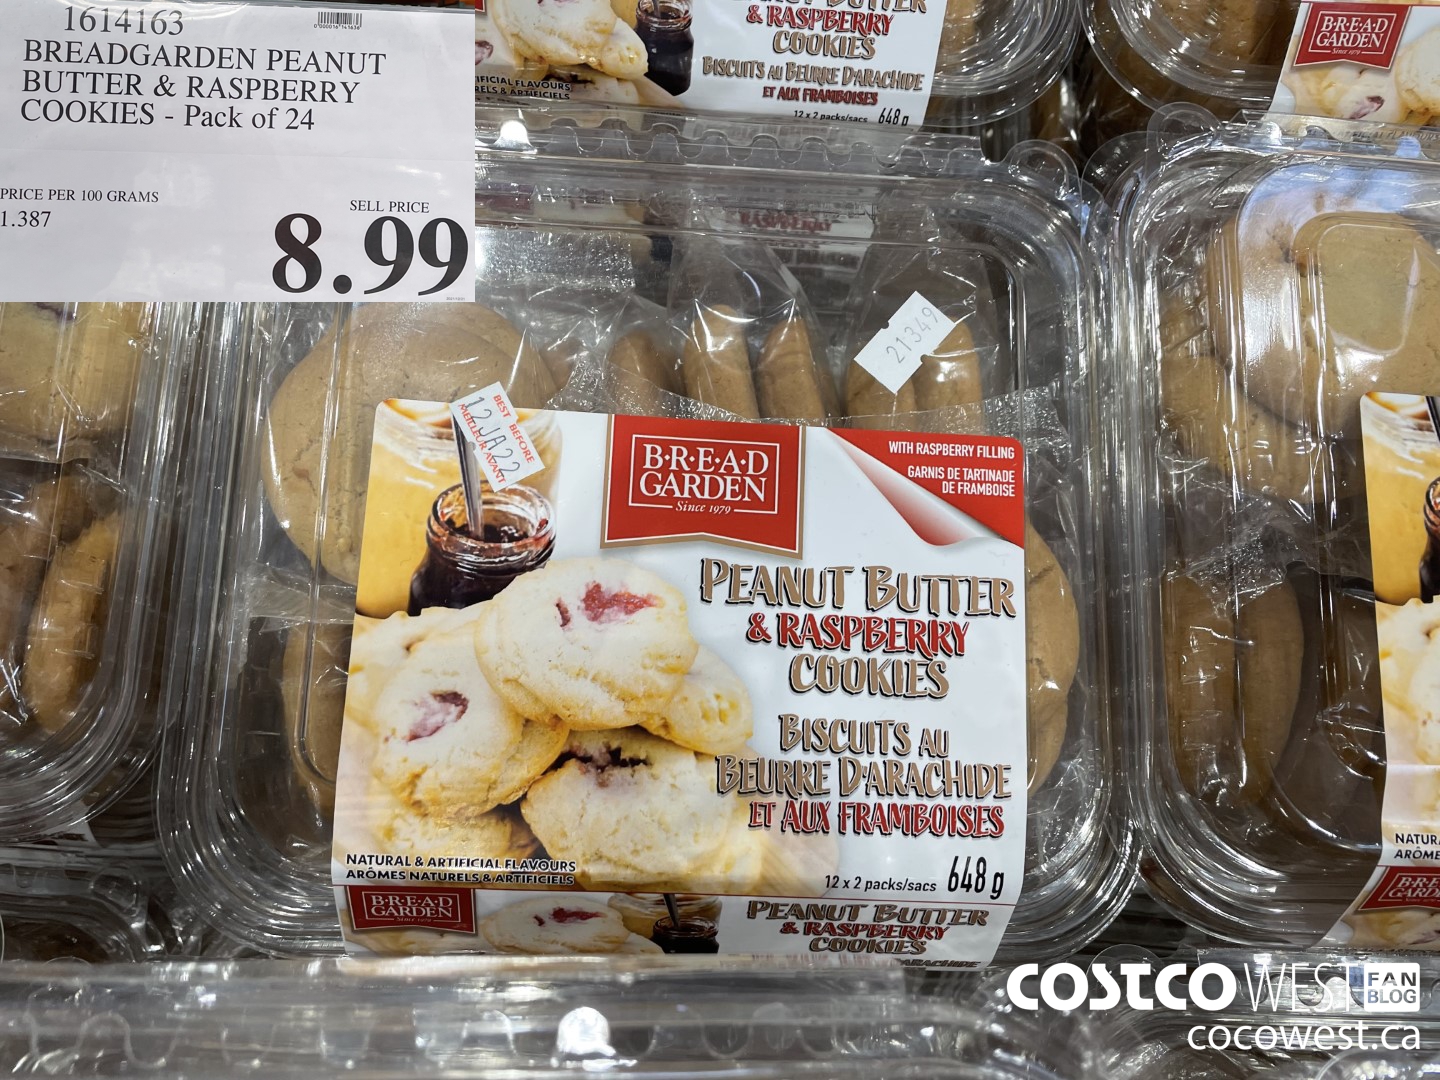 1614163
BREADGARDEN PEANUT
BUTTER & RASPBERRY
COOKIES - Pack of 24
PRICE PER 100 GRAMS
1.387
SELL PRICE
8.99
& RASPBERRY
COOKIES
BISCUITS AU BEURRE D'ARACHIDE
ET AUX FRAMBOISES
12 x 2 packs/sacs 648 g
B·R·E·A·D
GARDEN
Since 1979
21349
BEST BEFORE
12 JA 22
MEILLEUR AVANT
B·R·E·A·D
GARDEN
Since 1979
WITH RASPBERRY FILLING
GARNIS DE TARTINADE
DE FRAMBOISE
PEANUT BUTTER
& RASPBERRY
COOKIES
BISCUITS AU
BEURRE D'ARACHIDE
ET AUX FRAMBOISES
NATURAL & ARTIFICIAL FLAVOURS
ARÔMES NATURELS & ARTIFICIELS
12 x 2 packs/sacs 648 g
B·R·E·A·D
GARDEN
Since 1979
PEANUT BUTTER
& RASPBERRY
COOKIES
COSTCO WEST FAN BLOG
cocowest.ca